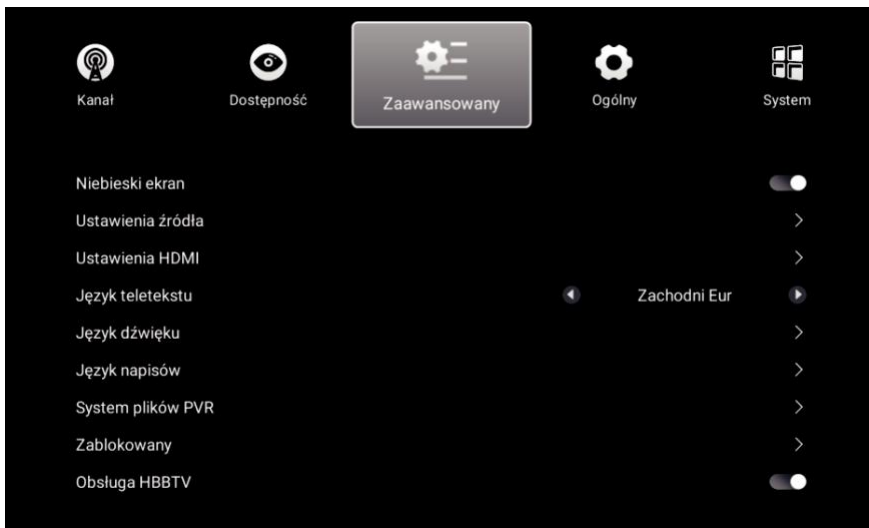 Kanał
Dostępność
Zaawansowany
Ogólny
System
Niebieski ekran
Ustawienia źródła
Ustawienia HDMI
Język teletekstu Zachodni Eur
Język dźwięku
Język napisów
System plików PVR
Zablokowany
Obsługa HBBTV